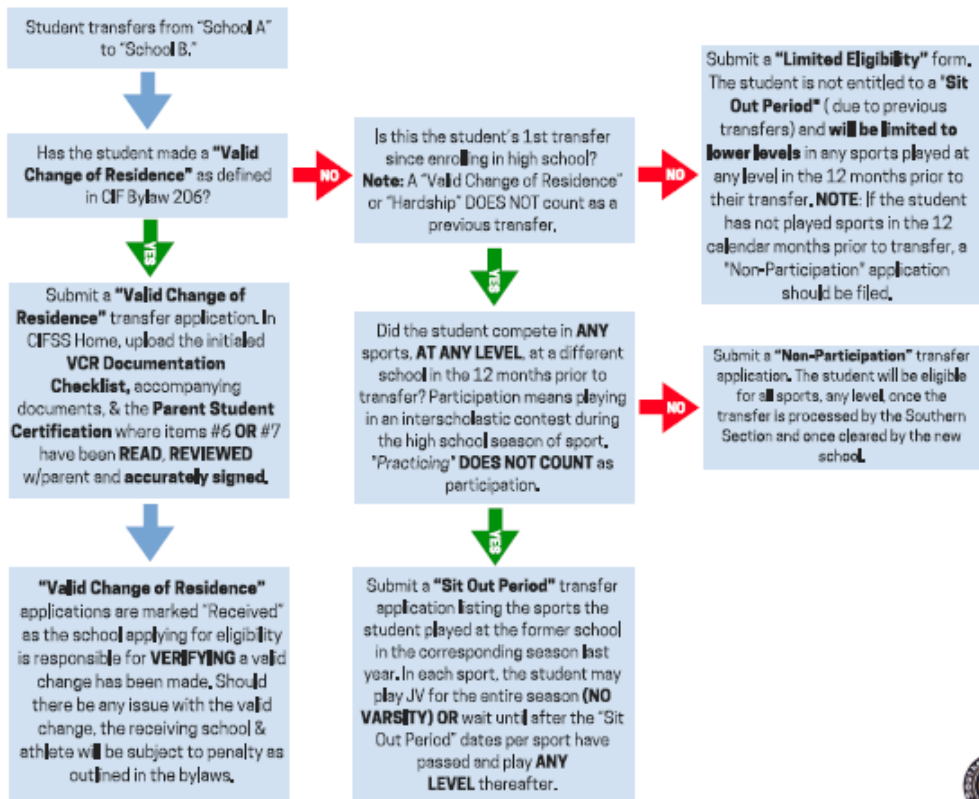 Student transfers from "School A"
to "School B."
Has the student made a "Valid
Change of Residence" as defined
in CIF Bylaw 206?
NO
Is this the student's 1st transfer
since enrolling in high school?
Note: A "Valid Change of Residence"
or "Hardship" DOES NOT count as a
previous transfer.
NO
Submit a "Limited Eligibility" form.
The student is not entitled to a "Sit
Out Period" ( due to previous
transfers) and will be limited to
lower levels in any sports played at
any level in the 12 months prior to
their transfer. NOTE: If the student
has not played sports in the 12
calendar months prior to transfer, a
"Non-Participation" application
should be filed.
YES
Submit a "Valid Change of
Residence" transfer application. In
CIFSS Home, upload the initialed
VCR Documentation
Checklist, accompanying
documents, & the Parent Student
Certification where items #6 OR #7
have been READ, REVIEWED
w/parent and accurately signed.
YES
Did the student compete in ANY
sports, AT ANY LEVEL, at a different
school in the 12 months prior to
transfer? Participation means playing
in an interscholastic contest during
the high school season of sport.
"Practicing" DOES NOT COUNT as
participation.
NO
Submit a "Non-Participation" transfer
application. The student will be eligible
for all sports, any level, once the
transfer is processed by the Southern
Section and once cleared by the new
school.
"Valid Change of Residence"
applications are marked "Received"
as the school applying for eligibility
is responsible for VERIFYING a valid
change has been made. Should
there be any issue with the valid
change, the receiving school &
athlete will be subject to penalty as
outlined in the bylaws.
YES
Submit a "Sit Out Period" transfer
application listing the sports the
student played at the former school
in the corresponding season last
year. In each sport, the student may
play JV for the entire season (NO
VARSITY) OR wait until after the "Sit
Out Period" dates per sport have
passed and play ANY
LEVEL thereafter.